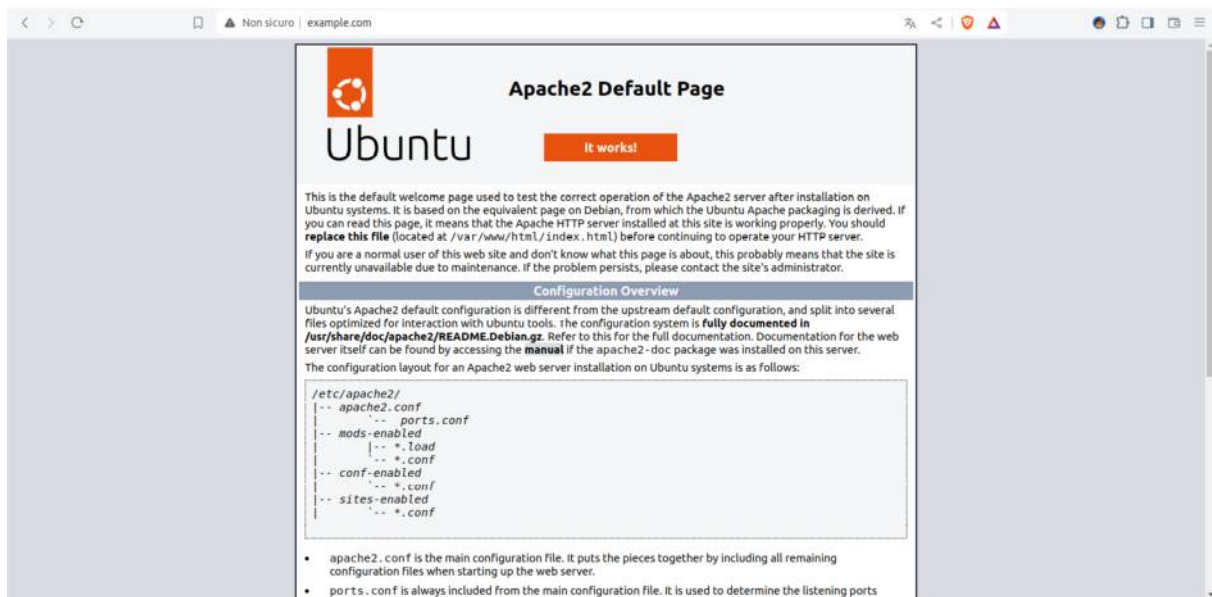 Non sicuro | example.com
Apache2 Default Page
Ubuntu
It works!
This is the default welcome page used to test the correct operation of the Apache2 server after installation on
Ubuntu systems. It is based on the equivalent page on Debian, from which the Ubuntu Apache packaging is derived. If
you can read this page, it means that the Apache HTTP server installed at this site is working properly. You should
replace this file (located at /var/www/html/index.html) before continuing to operate your HTTP server.
If you are a normal user of this web site and don't know what this page is about, this probably means that the site is
currently unavailable due to maintenance. If the problem persists, please contact the site's administrator.
Configuration Overview
Ubuntu's Apache2 default configuration is different from the upstream default configuration, and split into several
files optimized for interaction with Ubuntu tools. The configuration system is fully documented in
/usr/share/doc/apache2/README.Debian.gz. Refer to this for the full documentation. Documentation for the web
server itself can be found by accessing the manual if the apache2-doc package was installed on this server.
The configuration layout for an Apache2 web server installation on Ubuntu systems is as follows:
/etc/apache2/
|-- apache2.conf
|       `--  ports.conf
|-- mods-enabled
|       |-- *.load
|       `-- *.conf
|-- conf-enabled
|       `-- *.conf
|-- sites-enabled
|       `-- *.conf
• apache2.conf is the main configuration file. It puts the pieces together by including all remaining
configuration files when starting up the web server.
• ports.conf is always included from the main configuration file. It is used to determine the listening ports